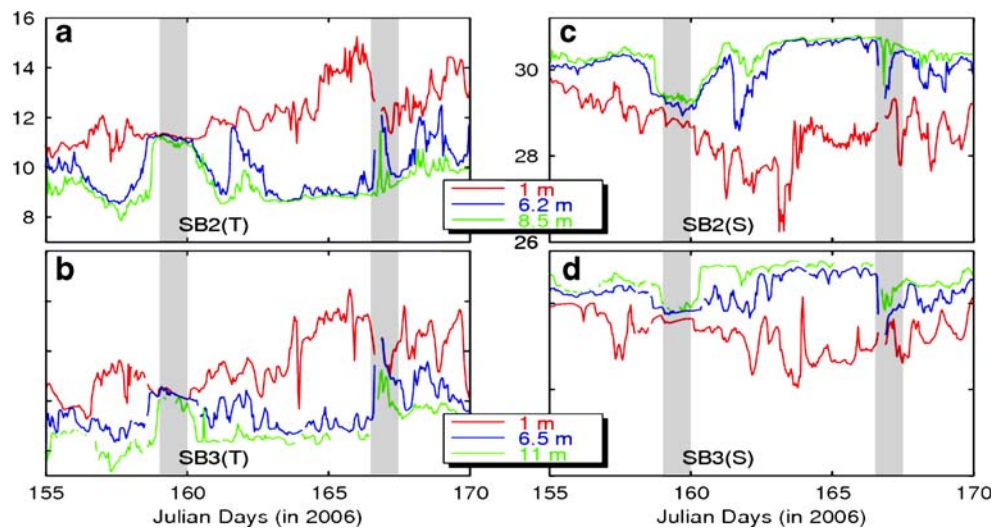 16
14
12
10
8
a
SB2(T)
1 m
6.2 m
8.5 m
30
28
26
c
SB2(S)
b
SB3(T)
1 m
6.5 m
11 m
d
SB3(S)
155 160 165 170
Julian Days (in 2006)
155 160 165 170
Julian Days (in 2006)